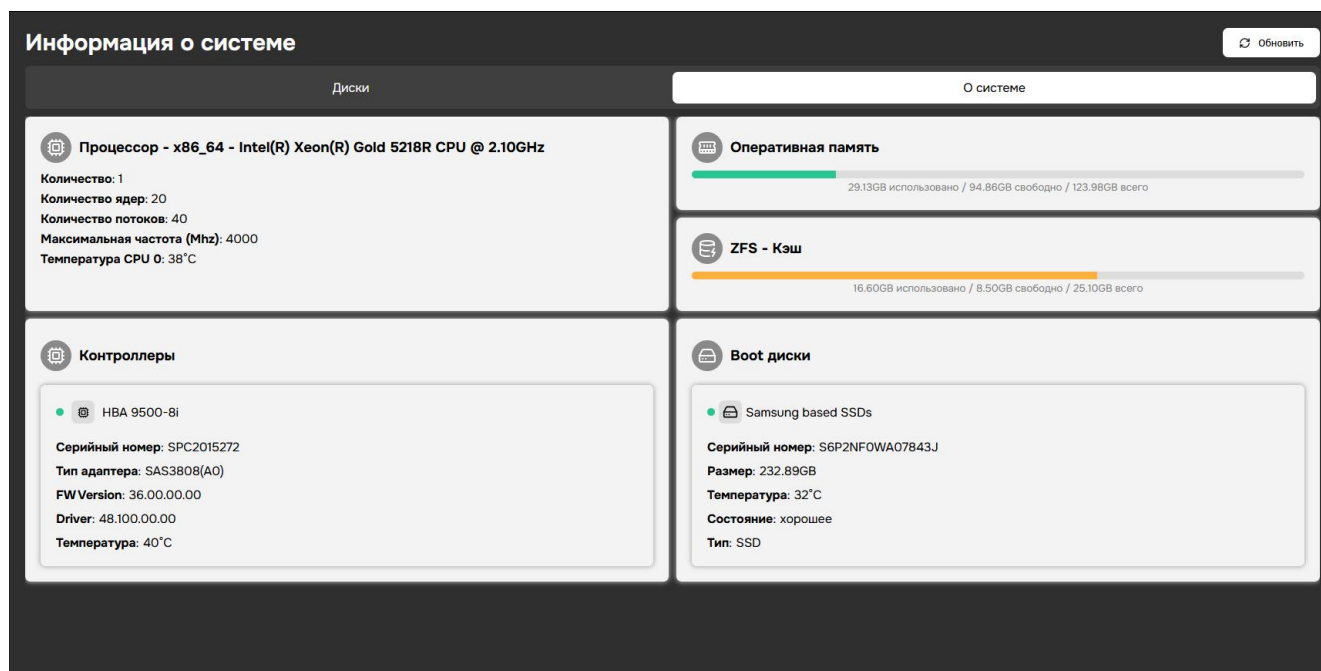 Информация о системе
Обновить
Диски
О системе
Процессор - x86_64 - Intel(R) Xeon(R) Gold 5218R CPU @ 2.10GHz
Количество: 1
Количество ядер: 20
Количество потоков: 40
Максимальная частота (Mhz): 4000
Температура CPU 0: 38°C
Оперативная память
29.13GB использовано / 94.86GB свободно / 123.98GB всего
ZFS - Кэш
16.60GB использовано / 8.50GB свободно / 25.10GB всего
Контроллеры
HBA 9500-8i
Серийный номер: SPC2015272
Тип адаптера: SAS3808(A0)
FW Version: 36.00.00.00
Driver: 48.100.00.00
Температура: 40°C
Boot диски
Samsung based SSDs
Серийный номер: S6P2NF0WA07843J
Размер: 232.89GB
Температура: 32°C
Состояние: хорошее
Тип: SSD